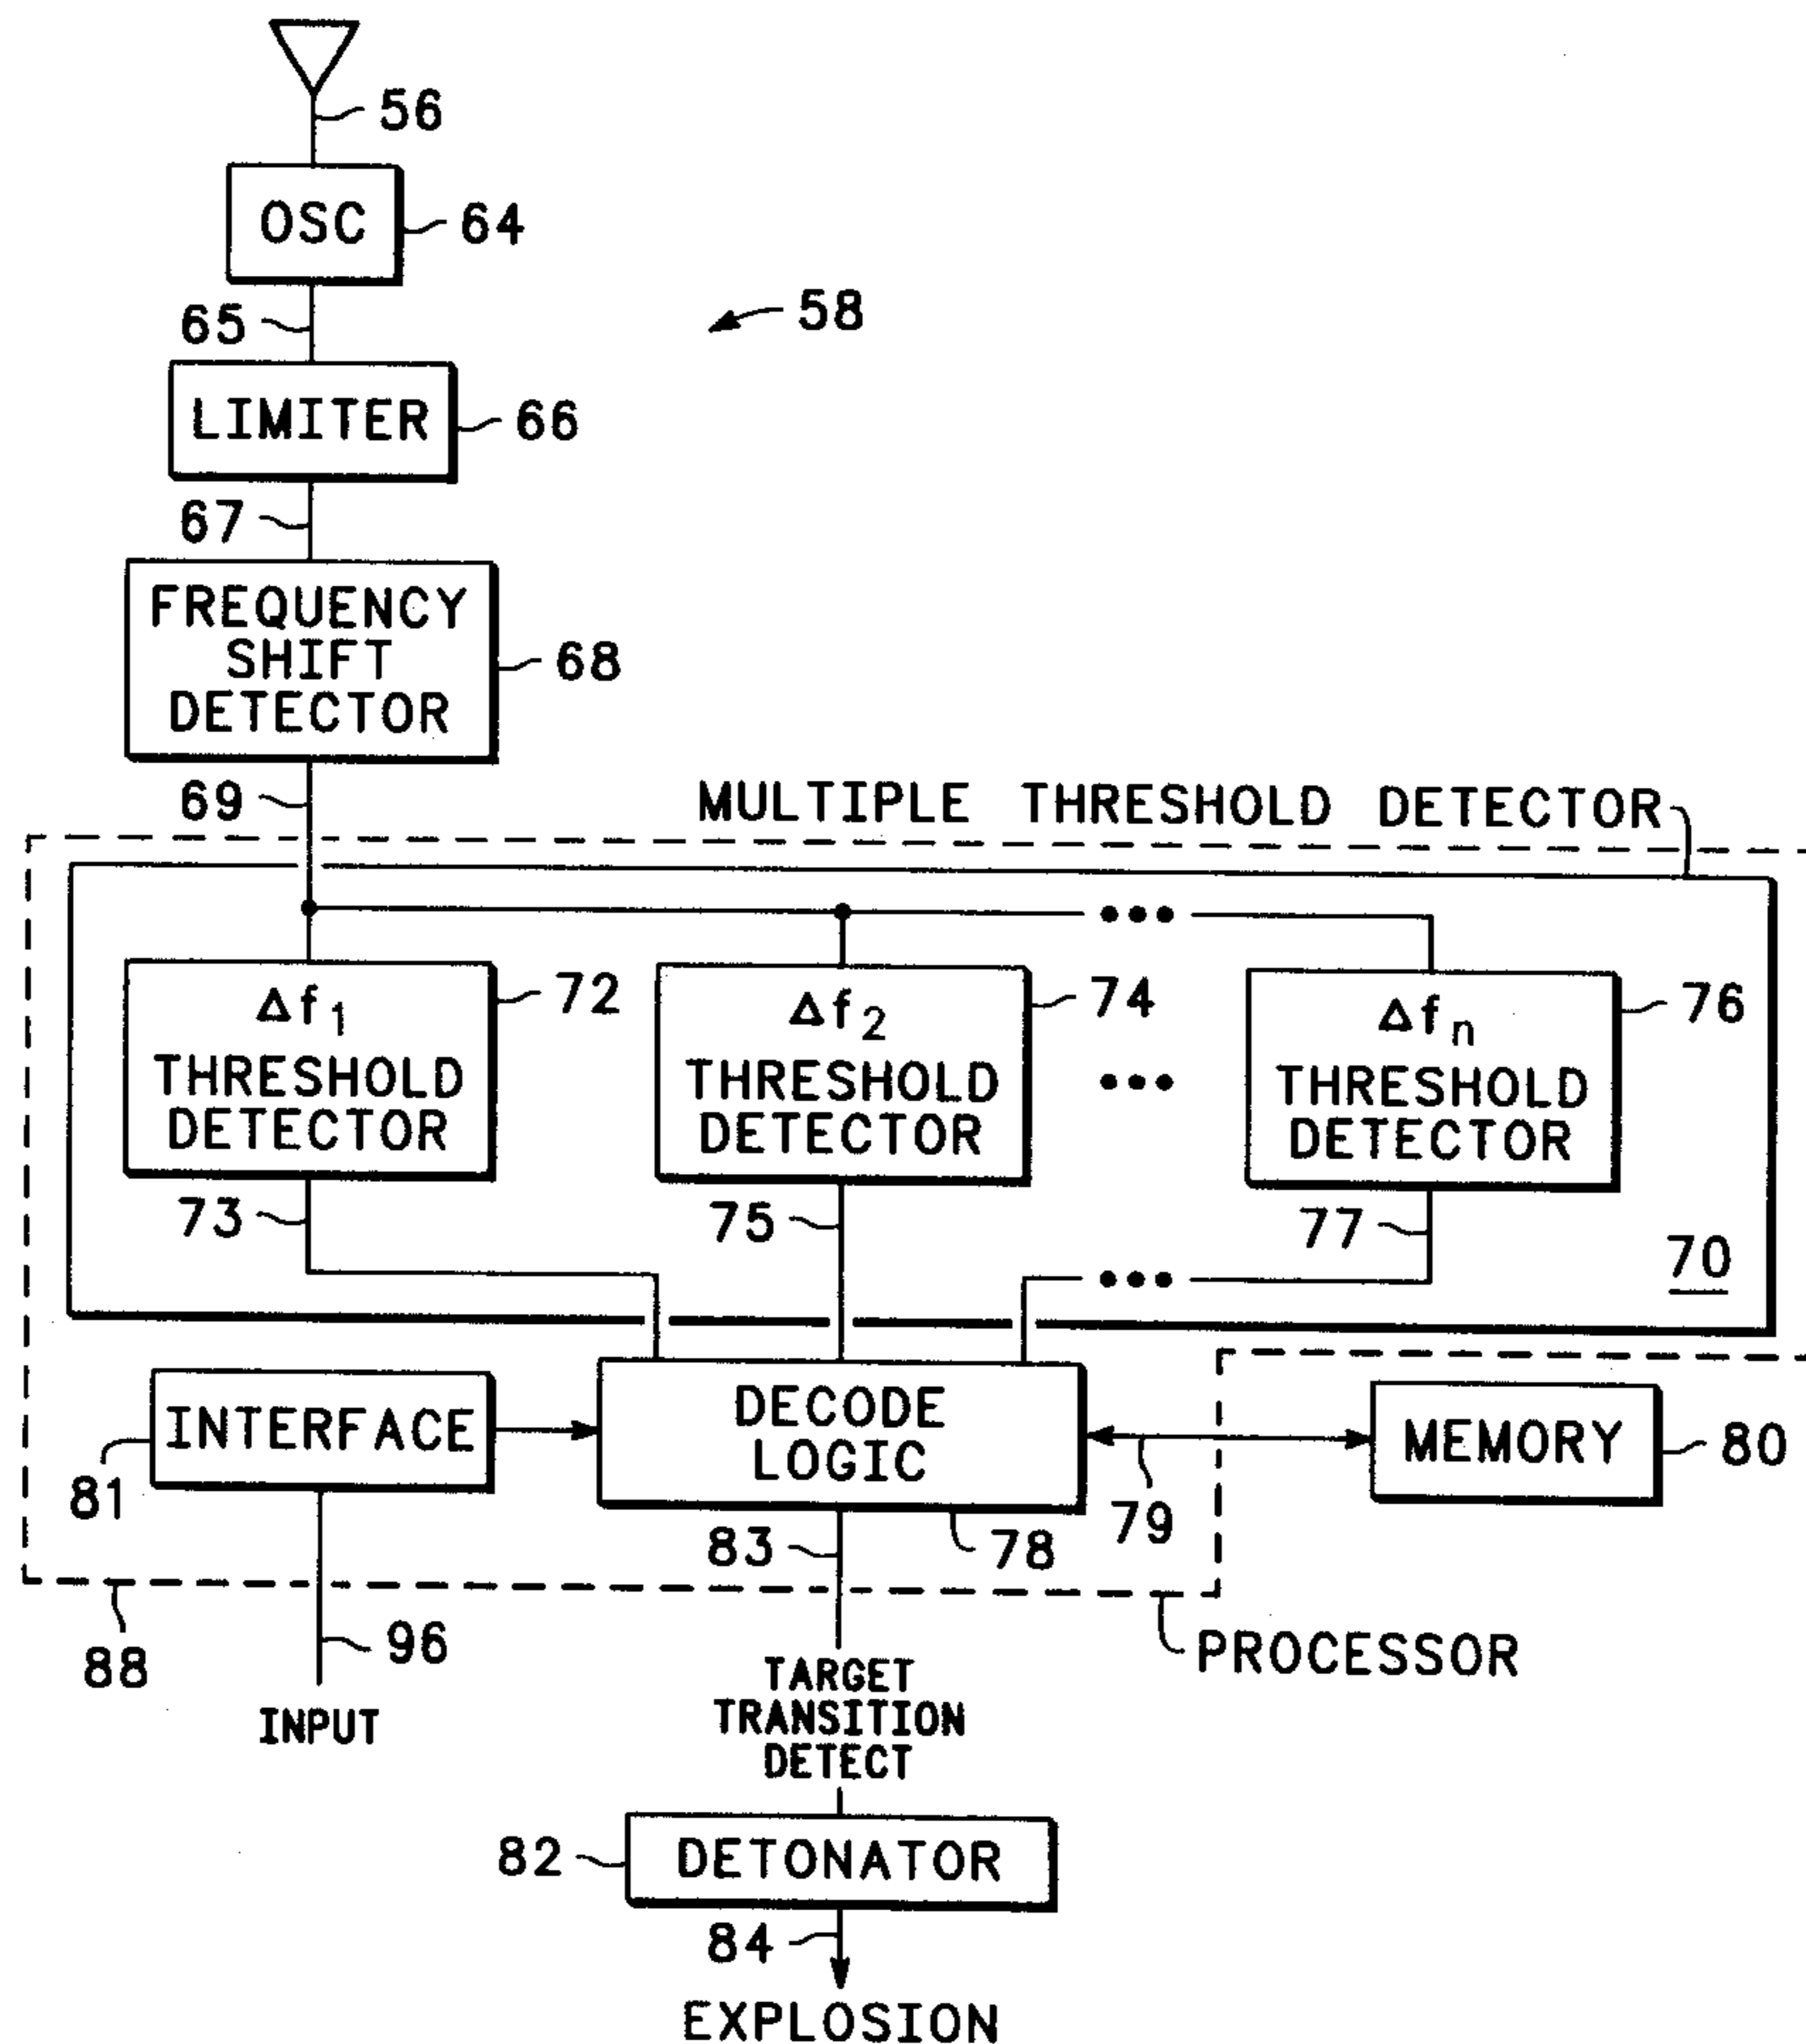 56
OSC
64
65
58
LIMITER
66
67
FREQUENCY
SHIFT
DETECTOR
68
69
MULTIPLE THRESHOLD DETECTOR
Δf1
THRESHOLD
DETECTOR
72
Δf2
THRESHOLD
DETECTOR
74
Δfn
THRESHOLD
DETECTOR
76
•••
•••
73
75
77
•••
70
INTERFACE
81
DECODE
LOGIC
78
79
MEMORY
80
83
88
96
INPUT
PROCESSOR
TARGET
TRANSITION
DETECT
82
DETONATOR
84
EXPLOSION